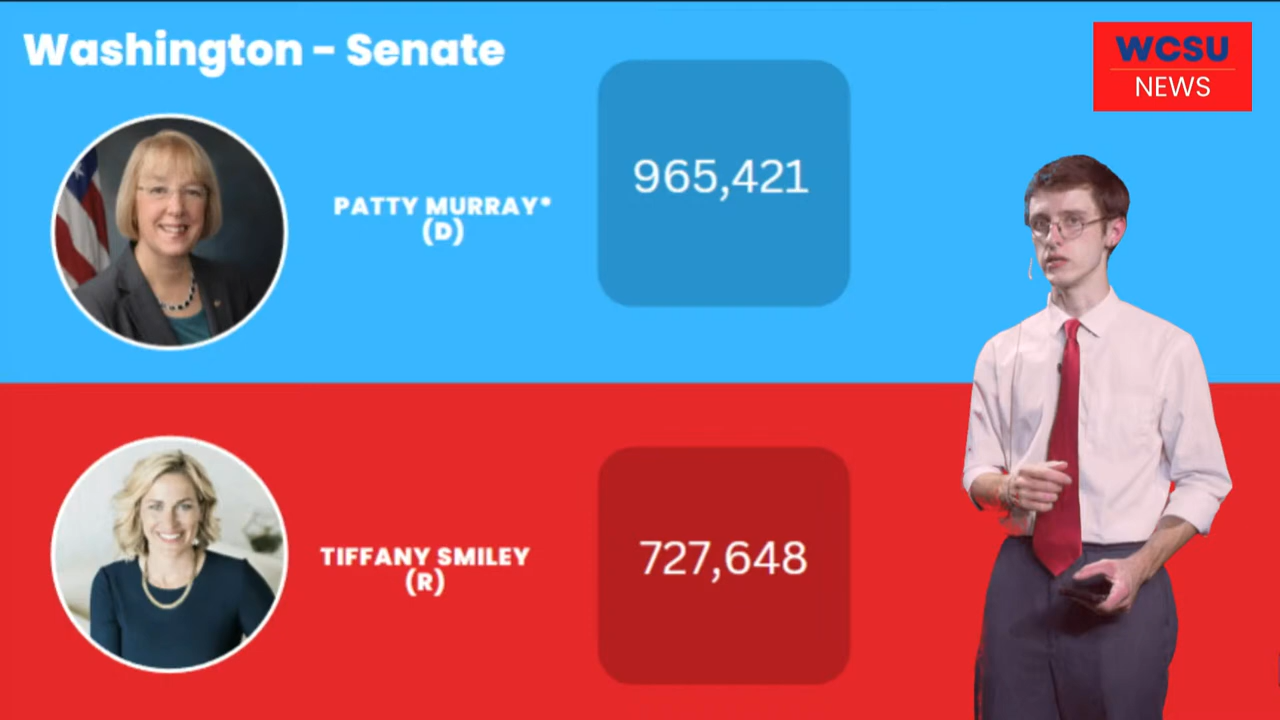 Washington - Senate
WCSU
NEWS
PATTY MURRAY*
(D)
965,421
TIFFANY SMILEY
(R)
727,648